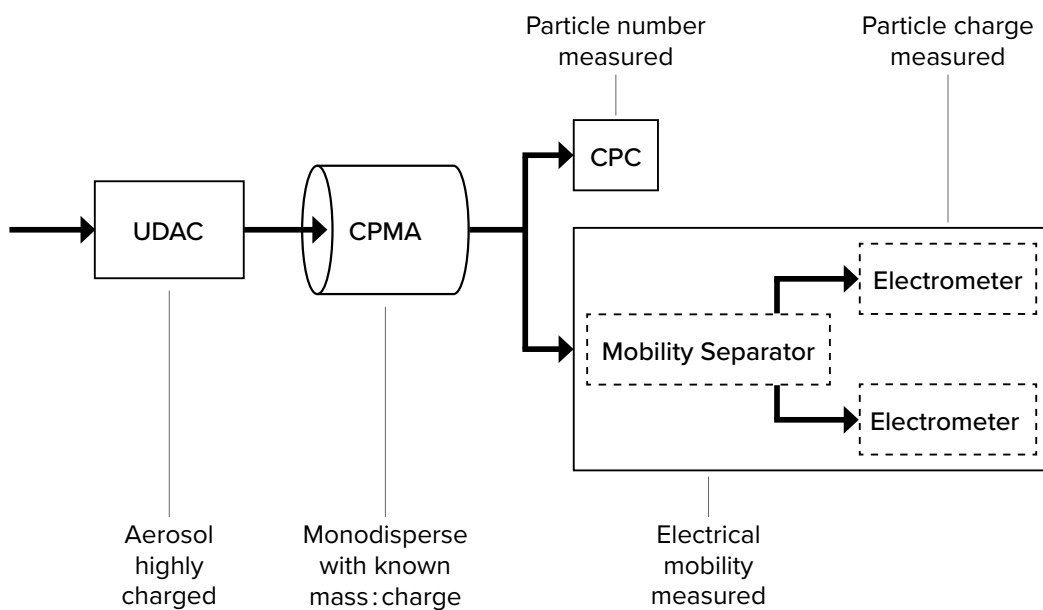 Particle number
measured
Particle charge
measured
CPC
UDAC
CPMA
Electrometer
Mobility Separator
Electrometer
Aerosol
highly
charged
Monodisperse
with known
mass:charge
Electrical
mobility
measured